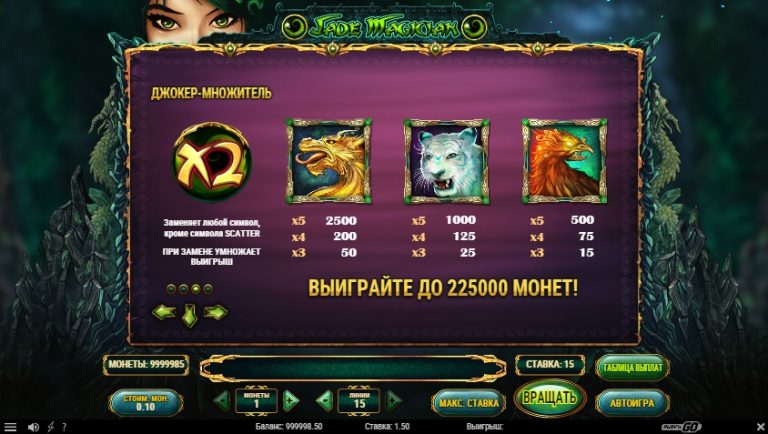 JADE MAGICIAN
ДЖОКЕР-МНОЖИТЕЛЬ
X2
Заменяет любой символ,
кроме символа SCATTER
ПРИ ЗАМЕНЕ УМНОЖАЕТ
ВЫИГРЫШ
x5 2500
x4 200
x3 50
x5 1000
x4 125
x3 25
x5 500
x4 75
x3 15
ВЫИГРАЙТЕ ДО 225000 МОНЕТ!
МОНЕТЫ: 9999985
СТАВКА: 15
ТАБЛИЦА ВЫПЛАТ
СТОИМ. МОН.
0.10
МОНЕТЫ
1
ЛИНИИ
15
МАКС. СТАВКА
ВРАЩАТЬ
АВТОИГРА
? Баланс: 999998.50 Ставка: 1.50 Выигрыш: PLAY'N GO